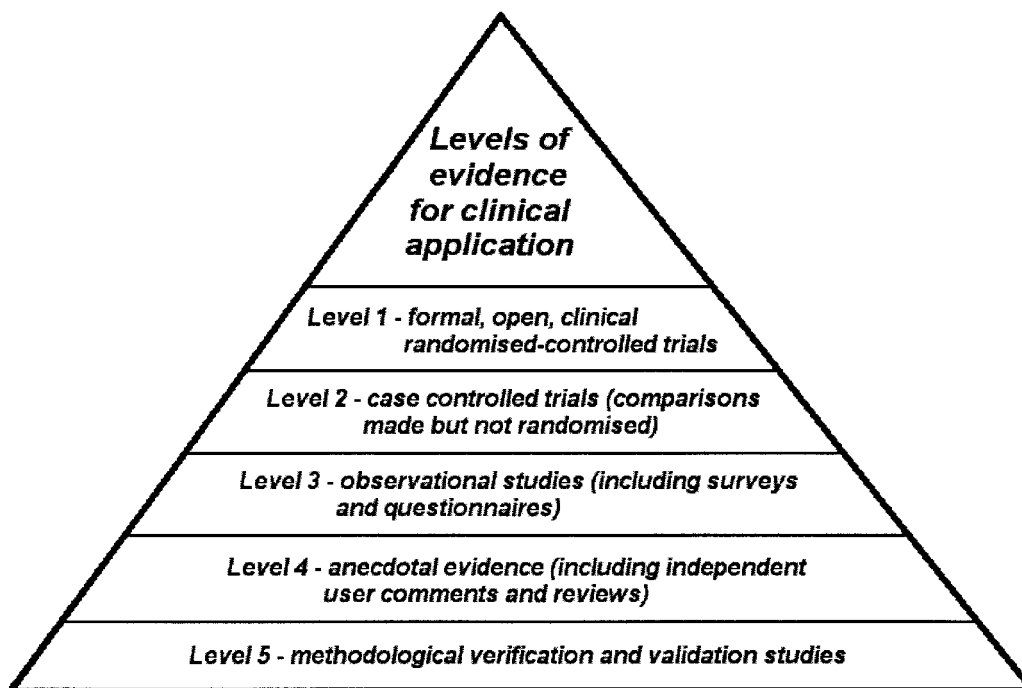 Levels of
evidence
for clinical
application
Level 1 - formal, open, clinical
randomised-controlled trials
Level 2 - case controlled trials (comparisons
made but not randomised)
Level 3 - observational studies (including surveys
and questionnaires)
Level 4 - anecdotal evidence (including independent
user comments and reviews)
Level 5 - methodological verification and validation studies